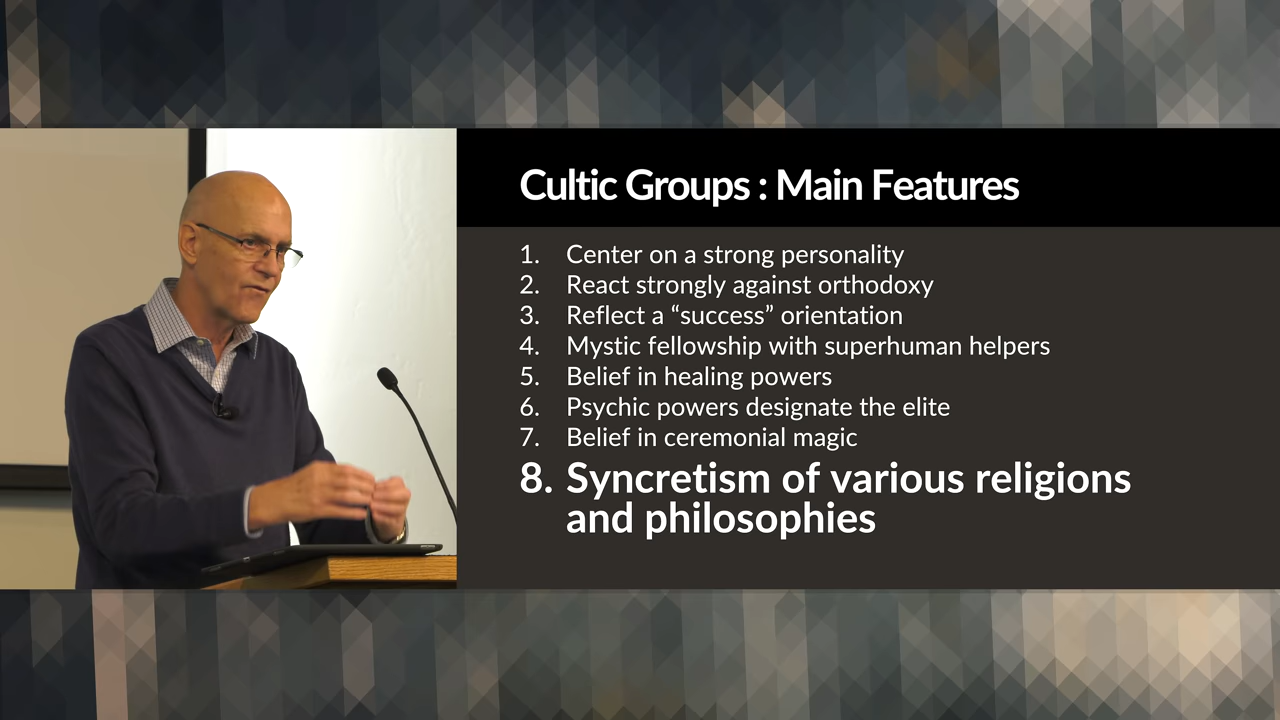 Cultic Groups : Main Features
1. Center on a strong personality
2. React strongly against orthodoxy
3. Reflect a “success” orientation
4. Mystic fellowship with superhuman helpers
5. Belief in healing powers
6. Psychic powers designate the elite
7. Belief in ceremonial magic
8. Syncretism of various religions
and philosophies